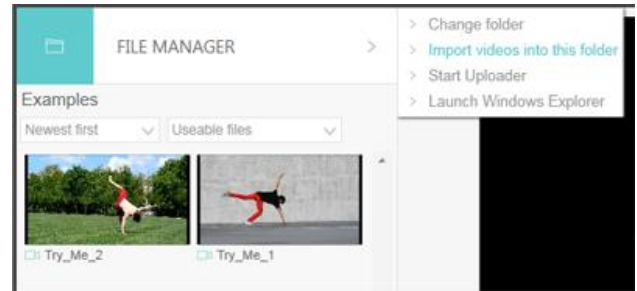 FILE MANAGER
Change folder
Import videos into this folder
Start Uploader
Launch Windows Explorer
Examples
Newest first
Useable files
Try_Me_2
Try_Me_1